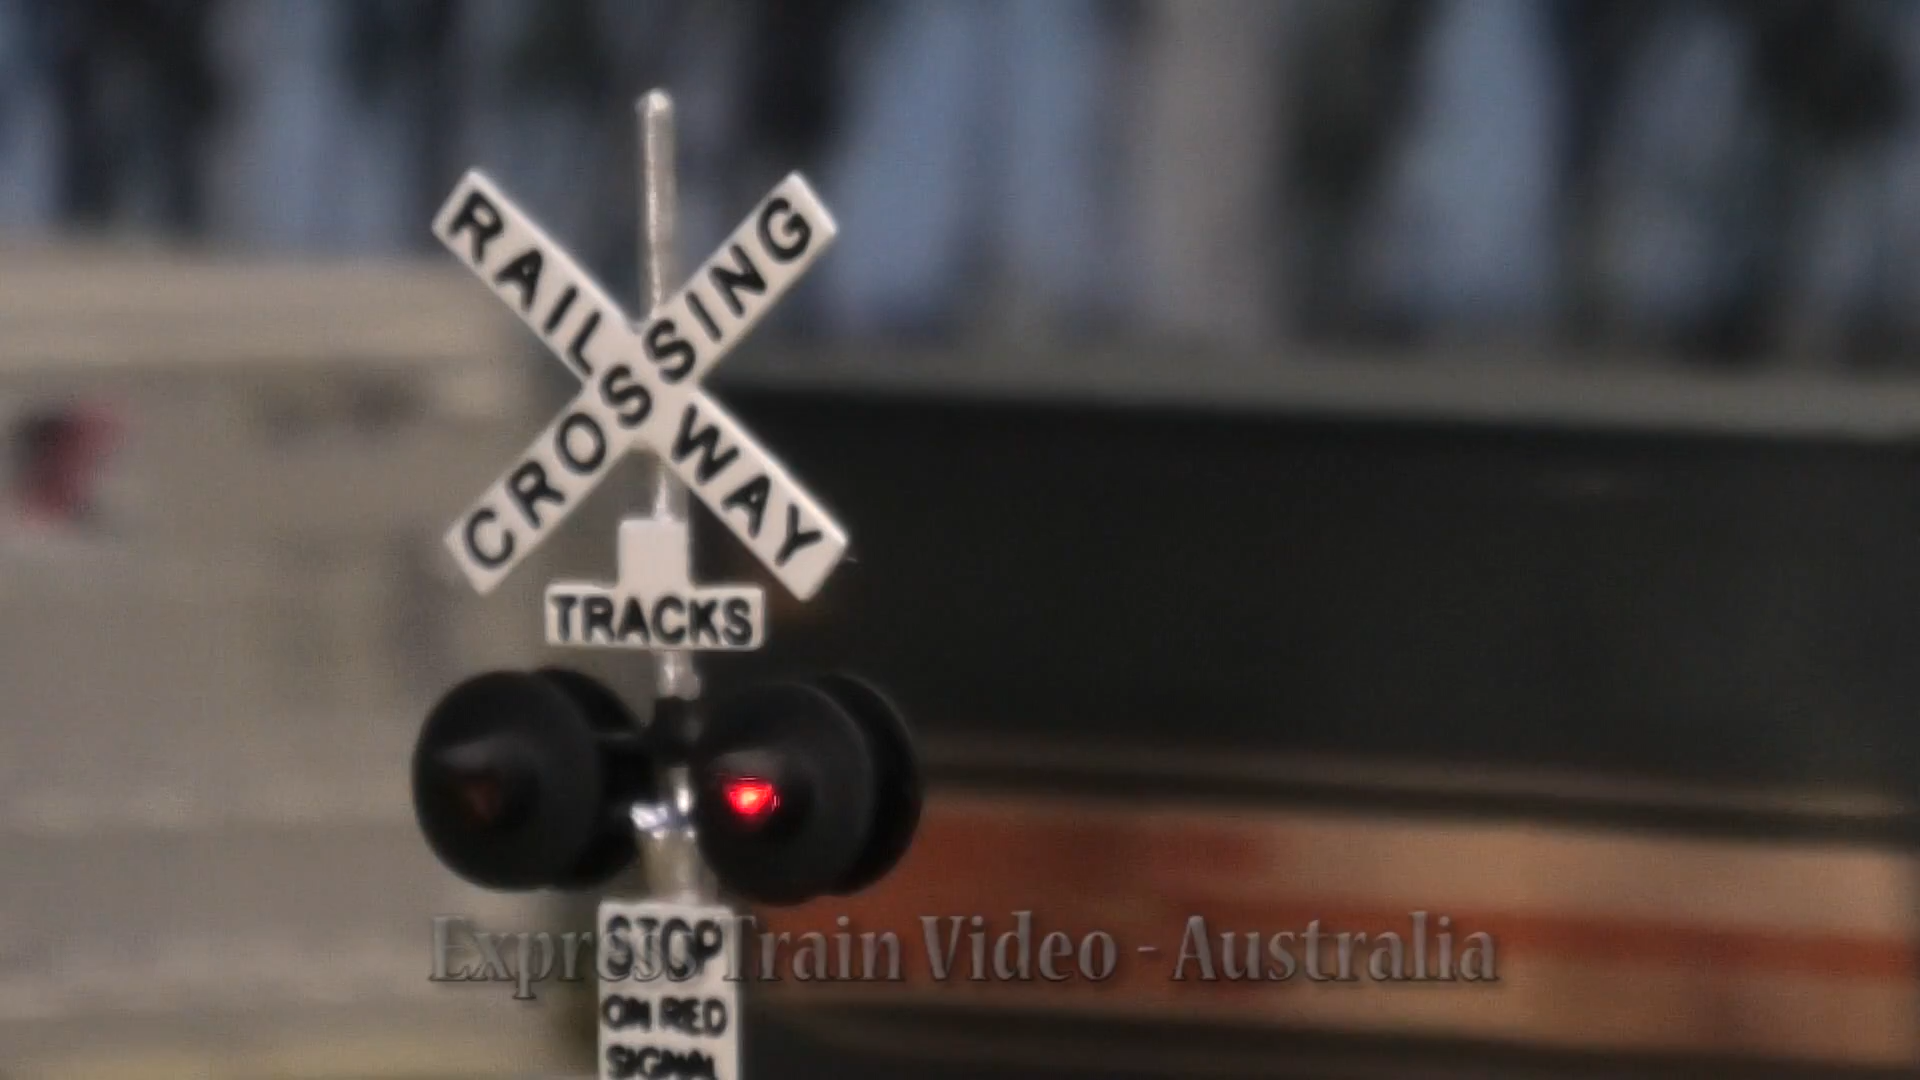 RAILWAY
CROSSING
TRACKS
STOP
ON RED
SIGNAL
Express Train Video - Australia